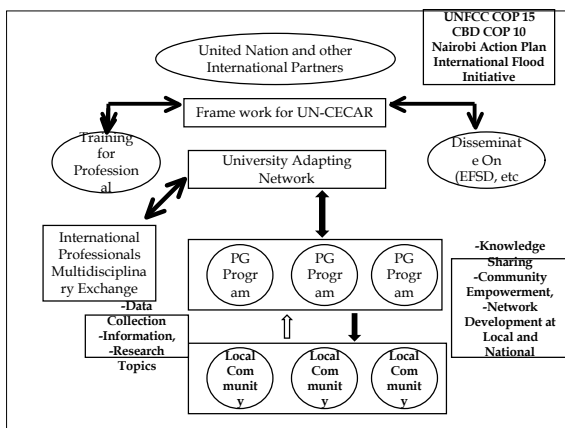 UNFCC COP 15
CBD COP 10
Nairobi Action Plan
International Flood
Initiative
United Nation and other
International Partners
Frame work for UN-CECAR
Training
for
Profession
al
Disseminat
e On
(EFSD, etc
University Adapting
Network
International
Professionals
Multidisciplina
ry Exchange
PG
Progr
am
PG
Progr
am
PG
Progr
am
-Knowledge
Sharing
-Community
Empowerment,
-Network
Development at
Local and
National
-Data
Collection
-Information,
-Research
Topics
Local
Com
munit
y
Local
Com
munit
y
Local
Com
munit
y